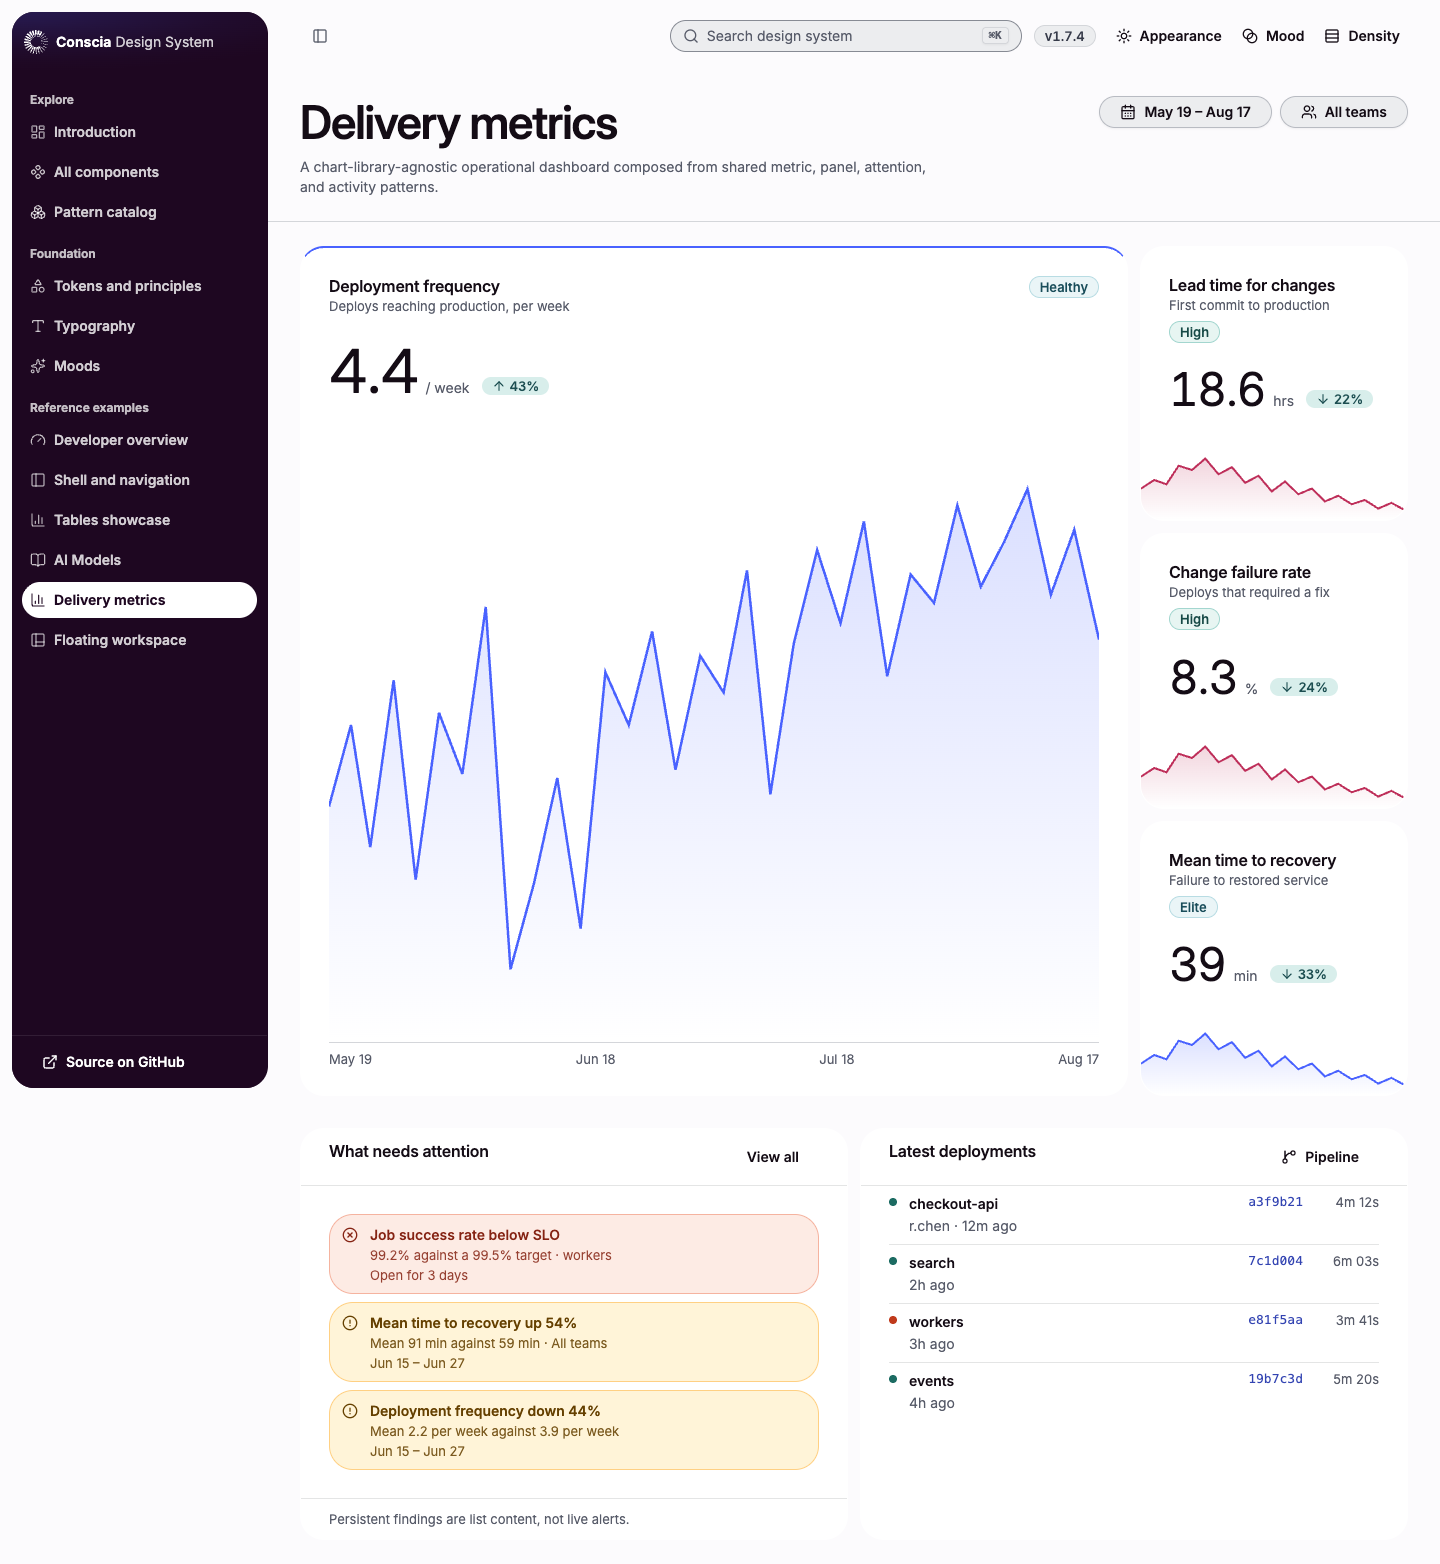 Conscia Design System
Explore
Introduction
All components
Pattern catalog
Foundation
Tokens and principles
Typography
Moods
Reference examples
Developer overview
Shell and navigation
Tables showcase
AI Models
Delivery metrics
Floating workspace
Source on GitHub
Search design system
⌘K
v1.7.4
Appearance
Mood
Density
Delivery metrics
A chart-library-agnostic operational dashboard composed from shared metric, panel, attention,
and activity patterns.
May 19 – Aug 17
All teams
Deployment frequency
Deploys reaching production, per week
Healthy
4.4 / week ↑ 43%
May 19
Jun 18
Jul 18
Aug 17
Lead time for changes
First commit to production
High
18.6 hrs ↓ 22%
Change failure rate
Deploys that required a fix
High
8.3 % ↓ 24%
Mean time to recovery
Failure to restored service
Elite
39 min ↓ 33%
What needs attention
View all
Job success rate below SLO
99.2% against a 99.5% target · workers
Open for 3 days
Mean time to recovery up 54%
Mean 91 min against 59 min · All teams
Jun 15 – Jun 27
Deployment frequency down 44%
Mean 2.2 per week against 3.9 per week
Jun 15 – Jun 27
Persistent findings are list content, not live alerts.
Latest deployments
Pipeline
checkout-api a3f9b21 4m 12s
r.chen · 12m ago
search 7c1d004 6m 03s
2h ago
workers e81f5aa 3m 41s
3h ago
events 19b7c3d 5m 20s
4h ago